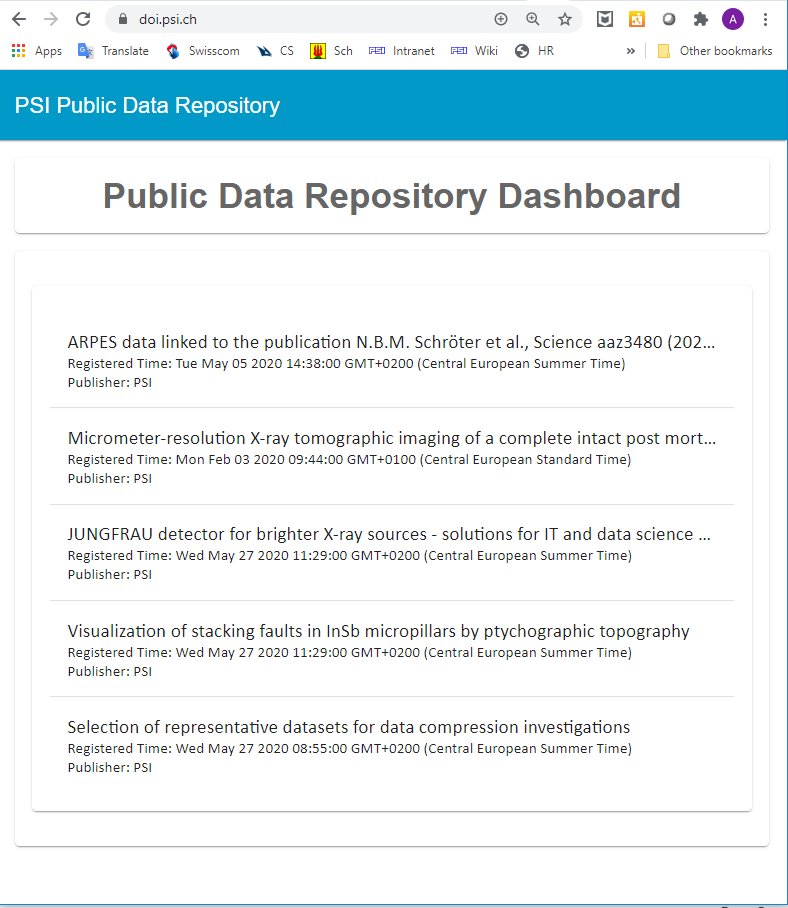 doi.psi.ch
Apps Translate Swisscom CS Sch Intranet Wiki HR » Other bookmarks
PSI Public Data Repository
Public Data Repository Dashboard
ARPES data linked to the publication N.B.M. Schröter et al., Science aaz3480 (202...
Registered Time: Tue May 05 2020 14:38:00 GMT+0200 (Central European Summer Time)
Publisher: PSI
Micrometer-resolution X-ray tomographic imaging of a complete intact post mort...
Registered Time: Mon Feb 03 2020 09:44:00 GMT+0100 (Central European Standard Time)
Publisher: PSI
JUNGFRAU detector for brighter X-ray sources - solutions for IT and data science ...
Registered Time: Wed May 27 2020 11:29:00 GMT+0200 (Central European Summer Time)
Publisher: PSI
Visualization of stacking faults in InSb micropillars by ptychographic topography
Registered Time: Wed May 27 2020 11:29:00 GMT+0200 (Central European Summer Time)
Publisher: PSI
Selection of representative datasets for data compression investigations
Registered Time: Wed May 27 2020 08:55:00 GMT+0200 (Central European Summer Time)
Publisher: PSI